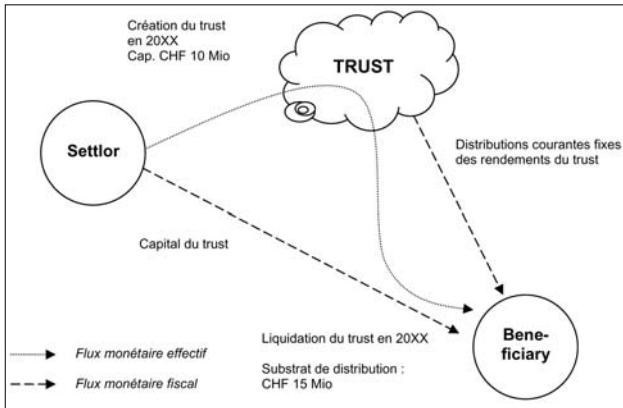 Création du trust
en 20XX
Cap. CHF 10 Mio
TRUST
Settlor
Distributions courantes fixes
des rendements du trust
Capital du trust
Liquidation du trust en 20XX
Substrat de distribution :
CHF 15 Mio
Bene-
ficiary
Flux monétaire effectif
Flux monétaire fiscal